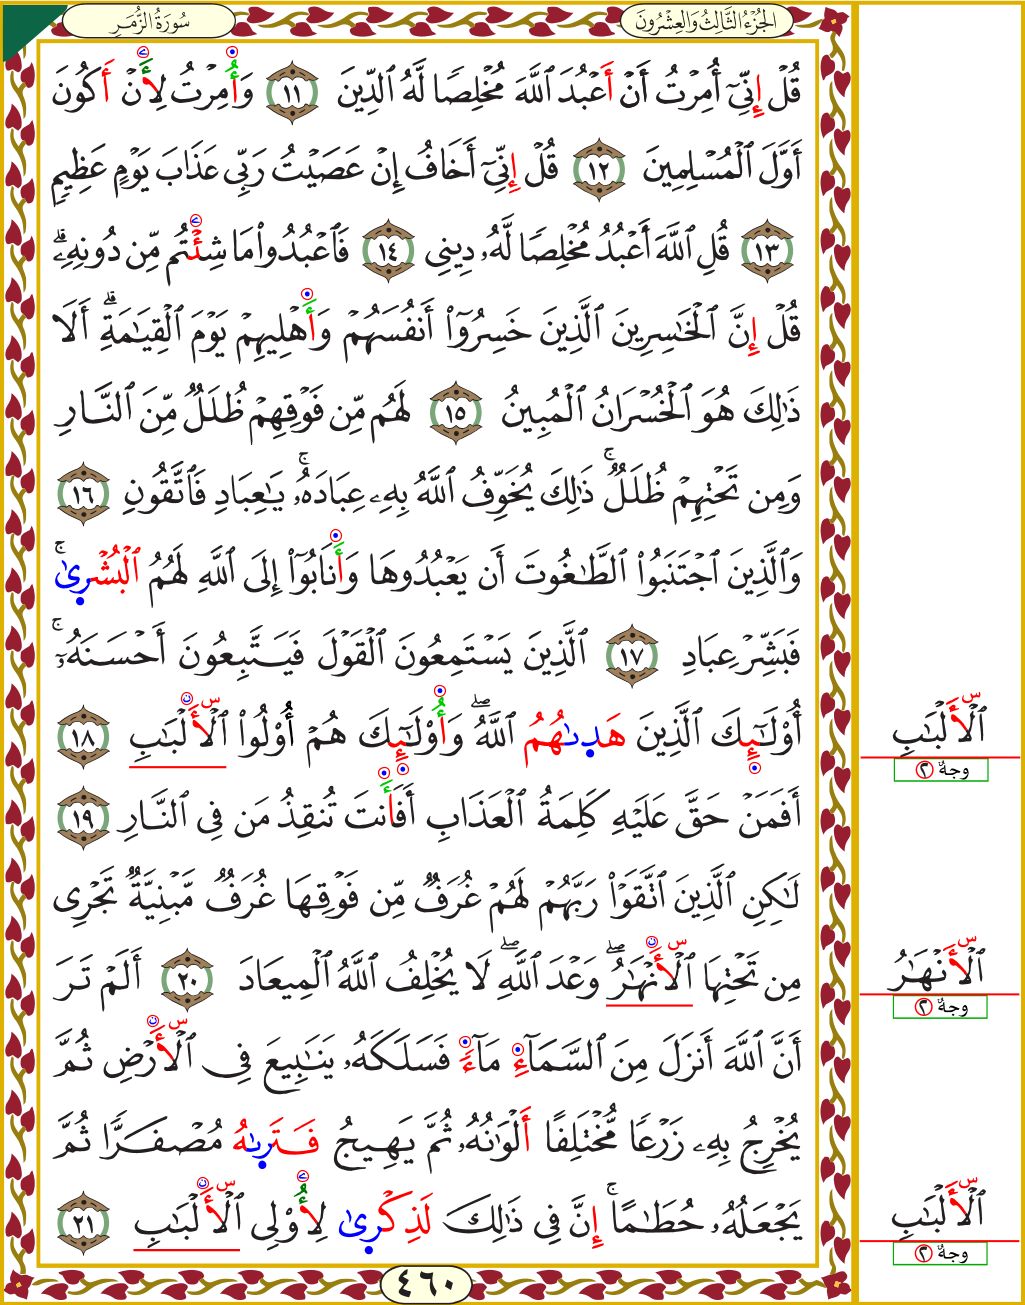 الجُزْءُ الثَّالِثُ وَالعِشْرُونَ
سُورَةُ الزُّمَرِ
قُلْ إِنِّىٓ أُمِرْتُ أَنْ أَعْبُدَ ٱللَّهَ مُخْلِصًا لَّهُ ٱلدِّينَ ١١ وَأُمِرْتُ لِأَنْ أَكُونَ
أَوَّلَ ٱلْمُسْلِمِينَ ١٢ قُلْ إِنِّىٓ أَخَافُ إِنْ عَصَيْتُ رَبِّى عَذَابَ يَوْمٍ عَظِيمٍ
١٣ قُلِ ٱللَّهَ أَعْبُدُ مُخْلِصًا لَّهُۥ دِينِى ١٤ فَٱعْبُدُوا۟ مَا شِئْتُم مِّن دُونِهِۦ ۗ
قُلْ إِنَّ ٱلْخَٰسِرِينَ ٱلَّذِينَ خَسِرُوٓا۟ أَنفُسَهُمْ وَأَهْلِيهِمْ يَوْمَ ٱلْقِيَٰمَةِ ۗ أَلَا
ذَٰلِكَ هُوَ ٱلْخُسْرَانُ ٱلْمُبِينُ ١٥ لَهُم مِّن فَوْقِهِمْ ظُلَلٌ مِّنَ ٱلنَّارِ
وَمِن تَحْتِهِمْ ظُلَلٌ ۚ ذَٰلِكَ يُخَوِّفُ ٱللَّهُ بِهِۦ عِبَادَهُۥ ۚ يَٰعِبَادِ فَٱتَّقُونِ ١٦
وَٱلَّذِينَ ٱجْتَنَبُوا۟ ٱلطَّٰغُوتَ أَن يَعْبُدُوهَا وَأَنَابُوٓا۟ إِلَى ٱللَّهِ لَهُمُ ٱلْبُشْرِىٰ ۚ
فَبَشِّرْ عِبَادِ ١٧ ٱلَّذِينَ يَسْتَمِعُونَ ٱلْقَوْلَ فَيَتَّبِعُونَ أَحْسَنَهُۥٓ ۚ
أُو۟لَٰٓئِكَ ٱلَّذِينَ هَدِىٰهُمُ ٱللَّهُ ۖ وَأُو۟لَٰٓئِكَ هُمْ أُو۟لُوا۟ ٱلْأَلْبَٰبِ ١٨
أَفَمَنْ حَقَّ عَلَيْهِ كَلِمَةُ ٱلْعَذَابِ أَفَأَنتَ تُنقِذُ مَن فِى ٱلنَّارِ ١٩
لَٰكِنِ ٱلَّذِينَ ٱتَّقَوْا۟ رَبَّهُمْ لَهُمْ غُرَفٌ مِّن فَوْقِهَا غُرَفٌ مَّبْنِيَّةٌ تَجْرِى
مِن تَحْتِهَا ٱلْأَنْهَٰرُ ۖ وَعْدَ ٱللَّهِ ۖ لَا يُخْلِفُ ٱللَّهُ ٱلْمِيعَادَ ٢٠ أَلَمْ تَرَ
أَنَّ ٱللَّهَ أَنزَلَ مِنَ ٱلسَّمَآءِ مَآءً فَسَلَكَهُۥ يَنَٰبِيعَ فِى ٱلْأَرْضِ ثُمَّ
يُخْرِجُ بِهِۦ زَرْعًا مُّخْتَلِفًا أَلْوَٰنُهُۥ ثُمَّ يَهِيجُ فَتَرِىٰهُ مُصْفَرًّا ثُمَّ
يَجْعَلُهُۥ حُطَٰمًا ۚ إِنَّ فِى ذَٰلِكَ لَذِكْرِىٰ لِأُو۟لِى ٱلْأَلْبَٰبِ ٢١
ٱلْأَلْبَٰبِ س
وجهٌ ٢
ٱلْأَنْهَٰرُ س
وجهٌ ٢
ٱلْأَلْبَٰبِ س
وجهٌ ٢
٤٦٠